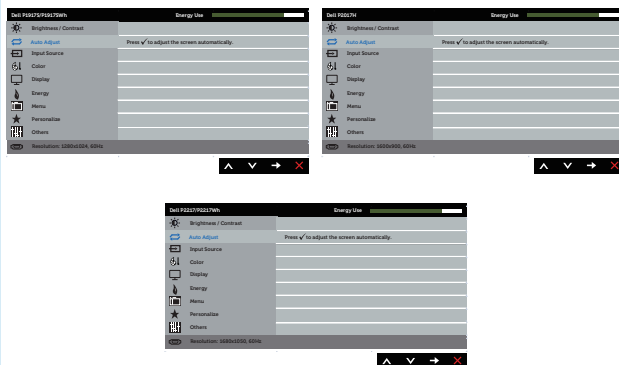 Dell P1917S/P1917SWh Energy Use
Brightness / Contrast
Auto Adjust Press ✓ to adjust the screen automatically.
Input Source
Color
Display
Energy
Menu
Personalize
Others
Resolution: 1280x1024, 60Hz
Dell P2017H Energy Use
Brightness / Contrast
Auto Adjust Press ✓ to adjust the screen automatically.
Input Source
Color
Display
Energy
Menu
Personalize
Others
Resolution: 1600x900, 60Hz
Dell P2217/P2217Wh Energy Use
Brightness / Contrast
Auto Adjust Press ✓ to adjust the screen automatically.
Input Source
Color
Display
Energy
Menu
Personalize
Others
Resolution: 1680x1050, 60Hz